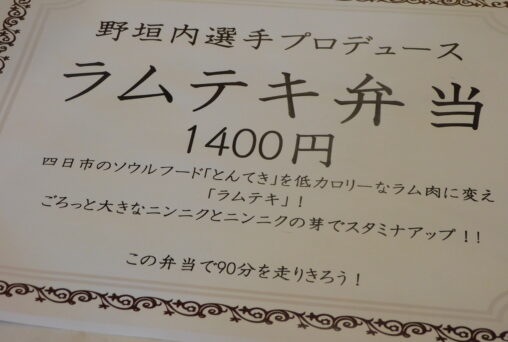 野垣内選手プロデュース
ラムテキ弁当
1400円
四日市のソウルフード「とんてき」を低カロリーなラム肉に変え
「ラムテキ」！
ごろっと大きなニンニクとニンニクの芽でスタミナアップ！！
この弁当で90分を走りきろう！